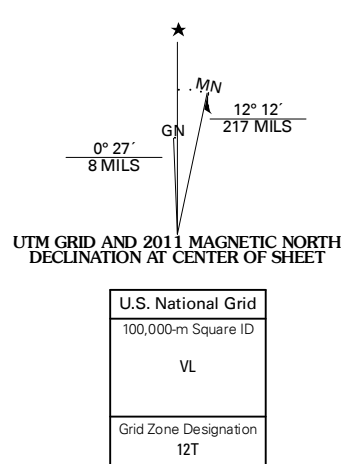 MN
12° 12´
217 MILS
GN
0° 27´
8 MILS
UTM GRID AND 2011 MAGNETIC NORTH
DECLINATION AT CENTER OF SHEET
U.S. National Grid
100,000-m Square ID
VL
Grid Zone Designation
12T